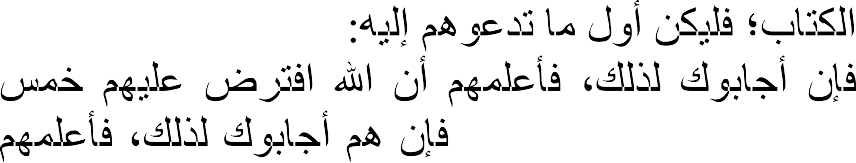 الكتاب؛ فليكن أول ما تدعوهم إليه:
فإن أجابوك لذلك، فأعلمهم أن الله افترض عليهم خمس
فإن هم أجابوك لذلك، فأعلمهم